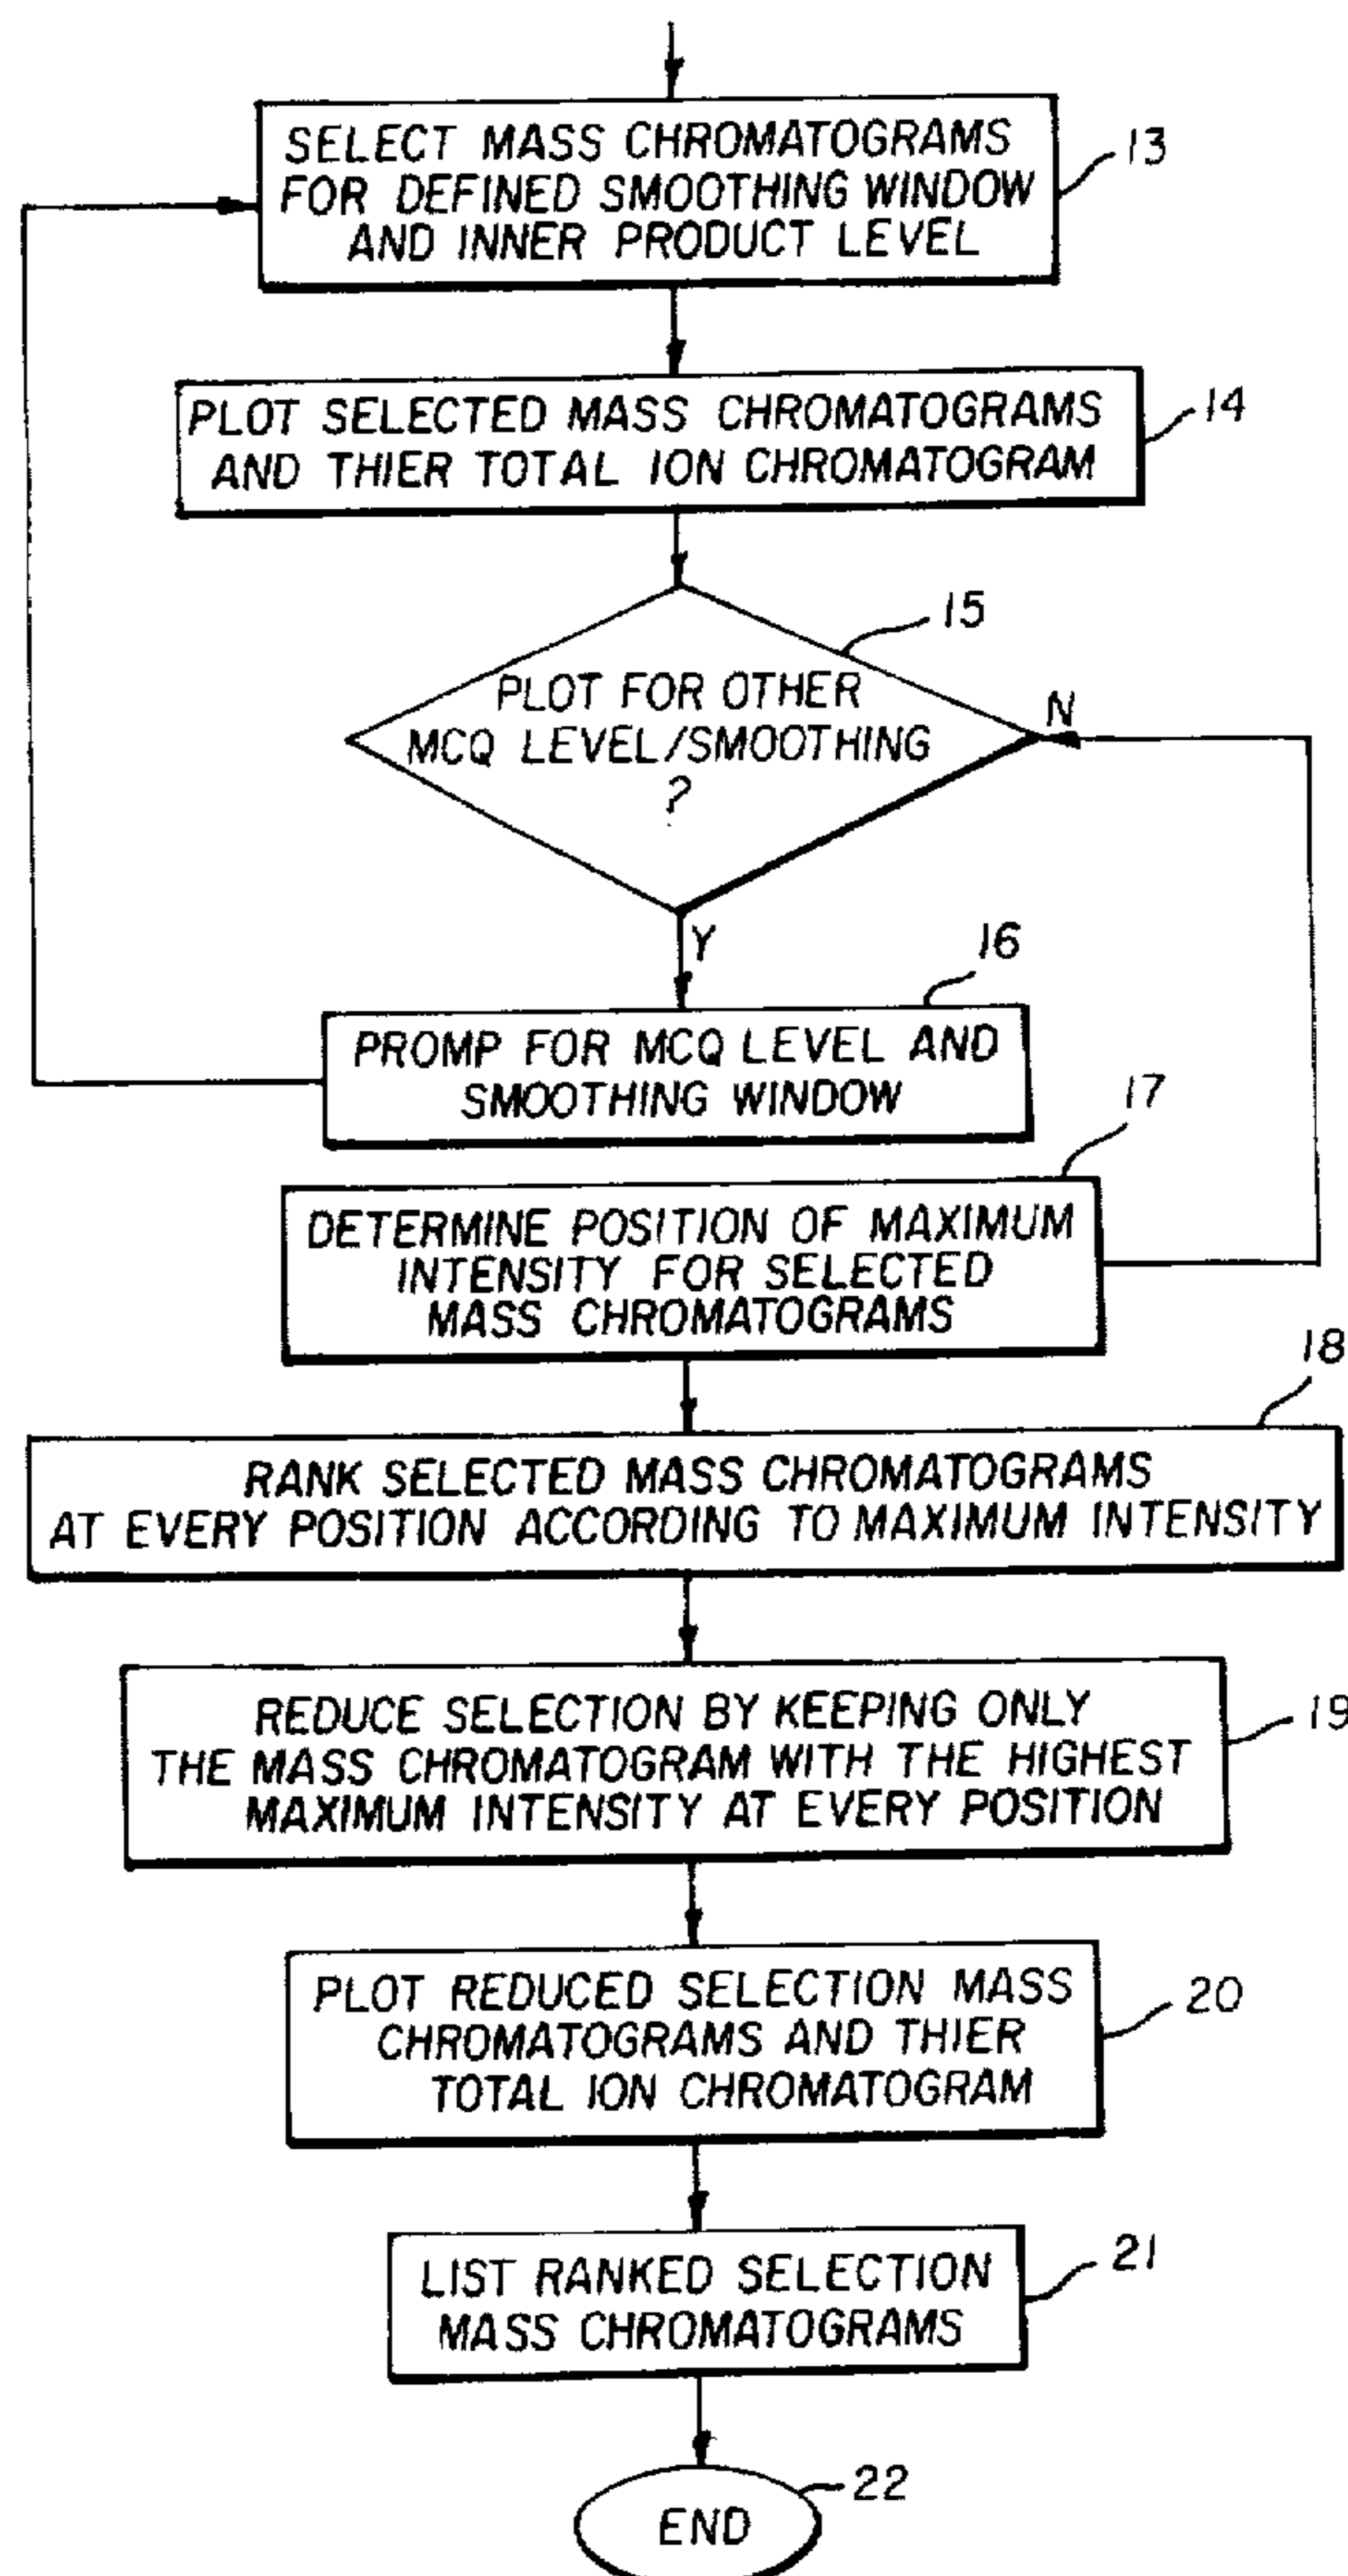 SELECT MASS CHROMATOGRAMS
FOR DEFINED SMOOTHING WINDOW
AND INNER PRODUCT LEVEL
13
PLOT SELECTED MASS CHROMATOGRAMS
AND THIER TOTAL ION CHROMATOGRAM
14
15
PLOT FOR OTHER
MCQ LEVEL/SMOOTHING
?
N
Y
16
PROMP FOR MCQ LEVEL AND
SMOOTHING WINDOW
17
DETERMINE POSITION OF MAXIMUM
INTENSITY FOR SELECTED
MASS CHROMATOGRAMS
18
RANK SELECTED MASS CHROMATOGRAMS
AT EVERY POSITION ACCORDING TO MAXIMUM INTENSITY
REDUCE SELECTION BY KEEPING ONLY
THE MASS CHROMATOGRAM WITH THE HIGHEST
MAXIMUM INTENSITY AT EVERY POSITION
19
PLOT REDUCED SELECTION MASS
CHROMATOGRAMS AND THIER
TOTAL ION CHROMATOGRAM
20
LIST RANKED SELECTION
MASS CHROMATOGRAMS
21
22
END